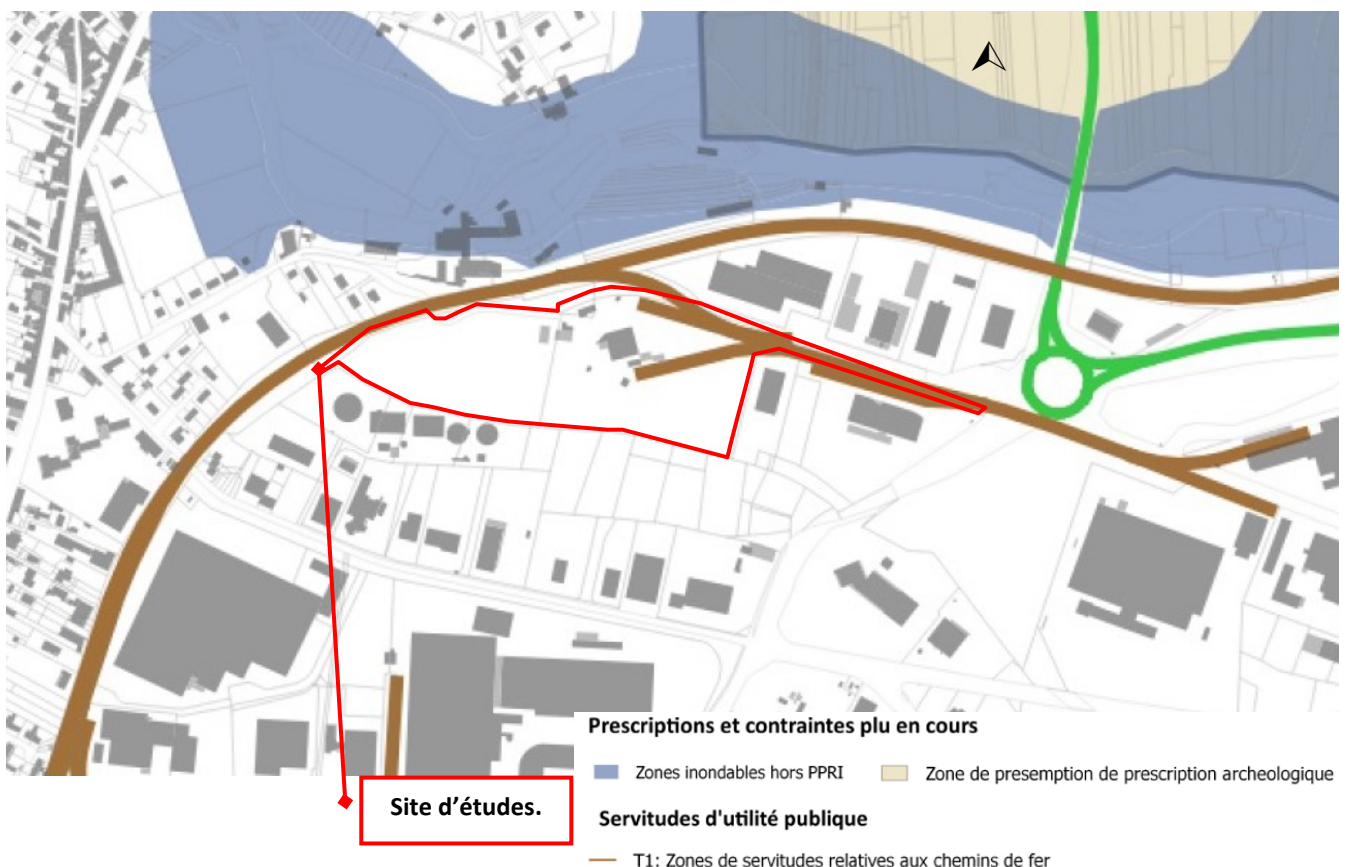 Prescriptions et contraintes plu en cours
Zones inondables hors PPRI
Zone de presemption de prescription archeologique
Site d'études.
Servitudes d'utilité publique
T1: Zones de servitudes relatives aux chemins de fer